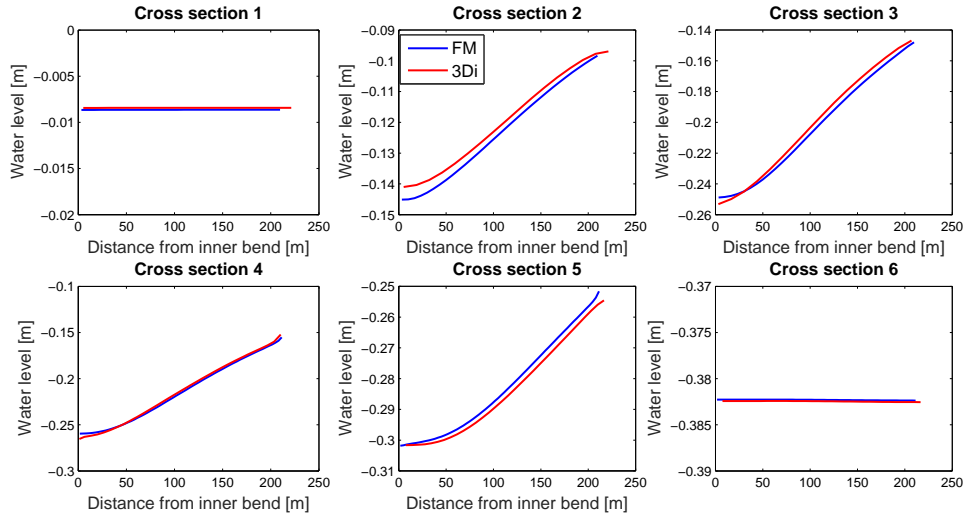 Cross section 1
0
−0.005
−0.01
−0.015
−0.02
0 50 100 150 200 250
Water level [m]
Distance from inner bend [m]
Cross section 2
−0.09
−0.1
−0.11
−0.12
−0.13
−0.14
−0.15
0 50 100 150 200 250
Water level [m]
Distance from inner bend [m]
FM
3Di
Cross section 3
−0.14
−0.16
−0.18
−0.2
−0.22
−0.24
−0.26
0 50 100 150 200 250
Water level [m]
Distance from inner bend [m]
Cross section 4
−0.1
−0.15
−0.2
−0.25
−0.3
0 50 100 150 200 250
Water level [m]
Distance from inner bend [m]
Cross section 5
−0.25
−0.26
−0.27
−0.28
−0.29
−0.3
−0.31
0 50 100 150 200 250
Water level [m]
Distance from inner bend [m]
Cross section 6
−0.37
−0.375
−0.38
−0.385
−0.39
0 50 100 150 200 250
Water level [m]
Distance from inner bend [m]